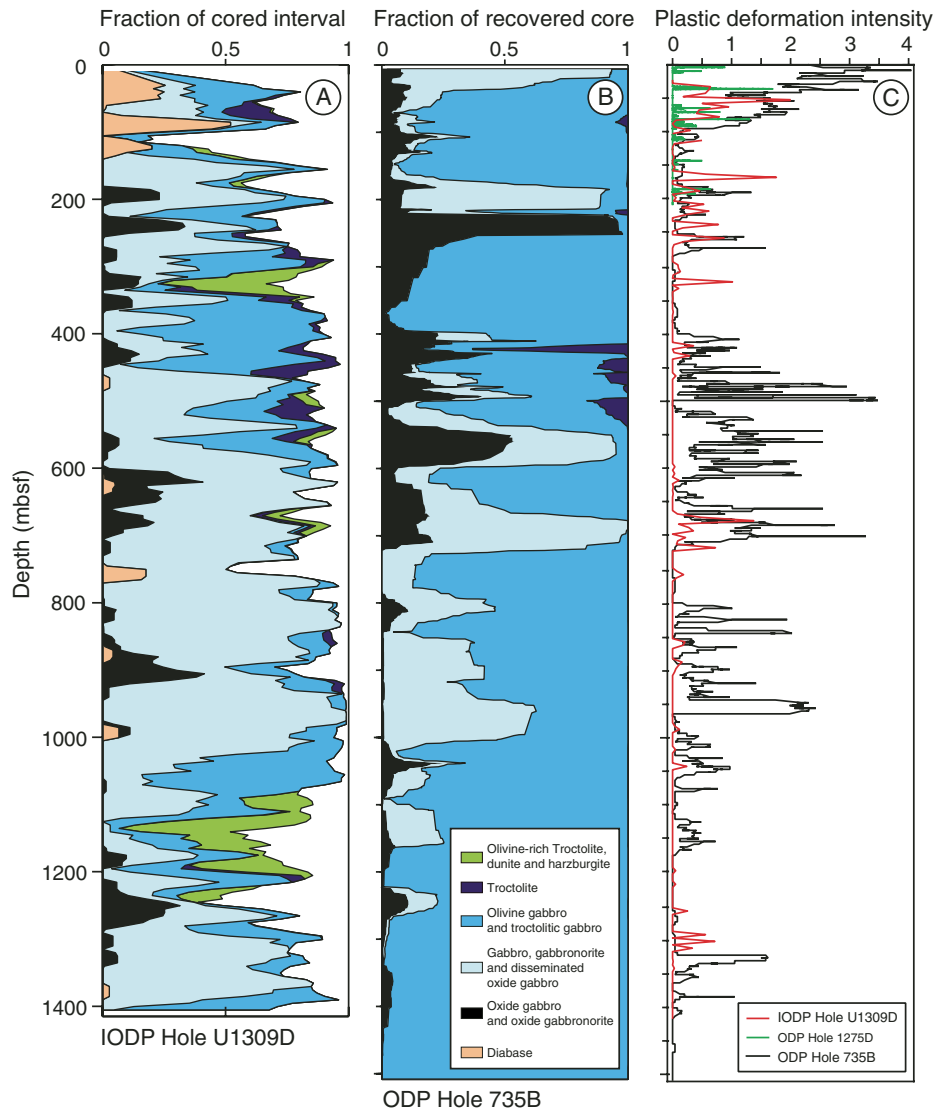 Fraction of cored interval
0 0.5 1
A
Fraction of recovered core
0 0.5 1
B
Plastic deformation intensity
0 1 2 3 4
C
Depth (mbsf)
0
200
400
600
800
1000
1200
1400
IODP Hole U1309D
ODP Hole 735B
Olivine-rich Troctolite,
dunite and harzburgite
Troctolite
Olivine gabbro
and troctolitic gabbro
Gabbro, gabbronorite
and disseminated
oxide gabbro
Oxide gabbro
and oxide gabbronorite
Diabase
IODP Hole U1309D
ODP Hole 1275D
ODP Hole 735B